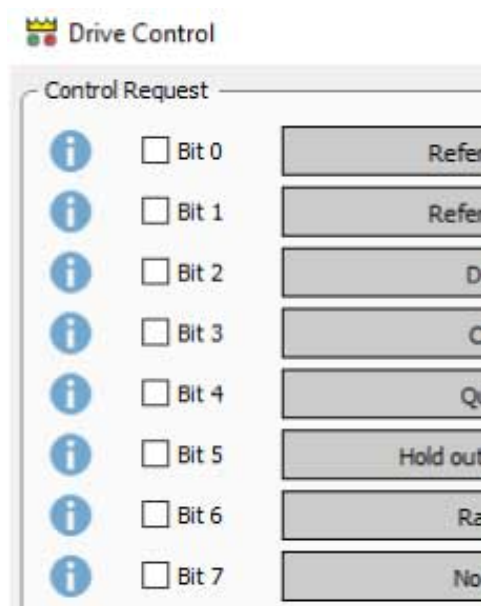 Drive Control
Control Request
Bit 0 Refer
Bit 1 Refer
Bit 2 D
Bit 3 C
Bit 4 Qu
Bit 5 Hold out
Bit 6 Ra
Bit 7 No